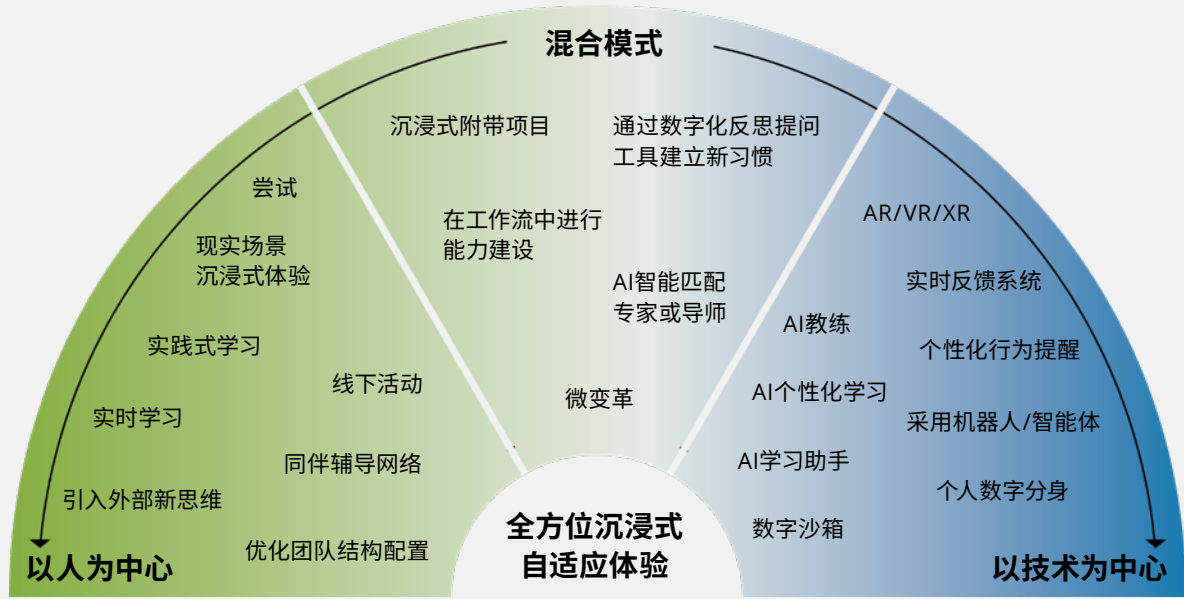 混合模式
沉浸式附带项目
通过数字化反思提问
工具建立新习惯
在工作流中进行
能力建设
AI智能匹配
专家或导师
微变革
尝试
现实场景
沉浸式体验
实践式学习
线下活动
实时学习
同伴辅导网络
引入外部新思维
优化团队结构配置
以人为中心
AR/VR/XR
实时反馈系统
AI教练
个性化行为提醒
AI个性化学习
采用机器人/智能体
AI学习助手
个人数字分身
数字沙箱
以技术为中心
全方位沉浸式
自适应体验